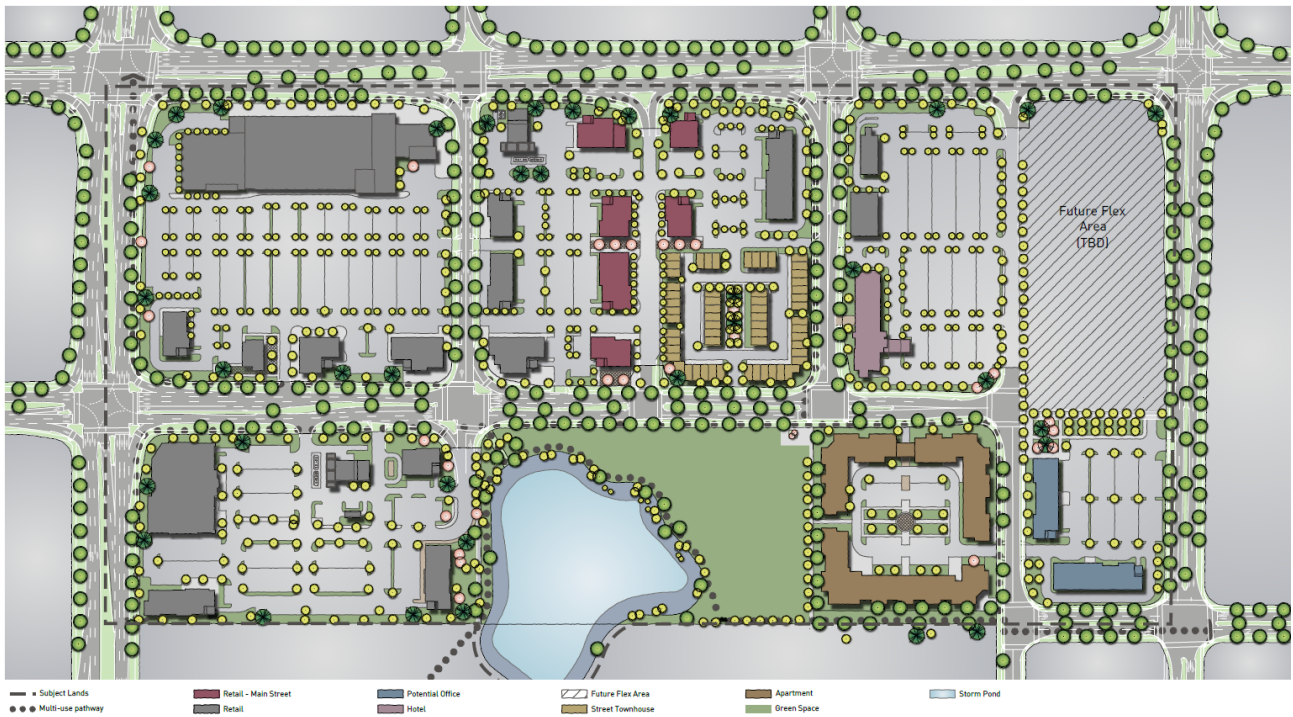 Future Flex
Area
(TBD)
Subject Lands
Retail - Main Street
Potential Office
Future Flex Area
Apartment
Storm Pond
Multi-use pathway
Retail
Hotel
Street Townhouse
Green Space